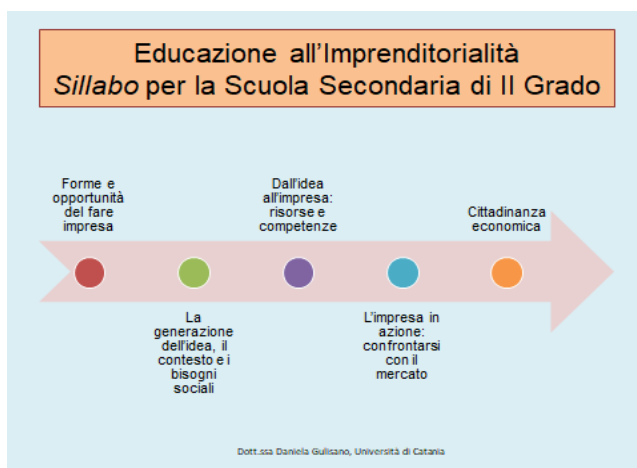 Educazione all'Imprenditorialità
Sillabo per la Scuola Secondaria di II Grado
Forme e
opportunità
del fare
impresa
La
generazione
dell'idea, il
contesto e i
bisogni
sociali
Dall'idea
all'impresa:
risorse e
competenze
L'impresa in
azione:
confrontarsi
con il
mercato
Cittadinanza
economica
Dott.ssa Daniela Gulisano, Università di Catania